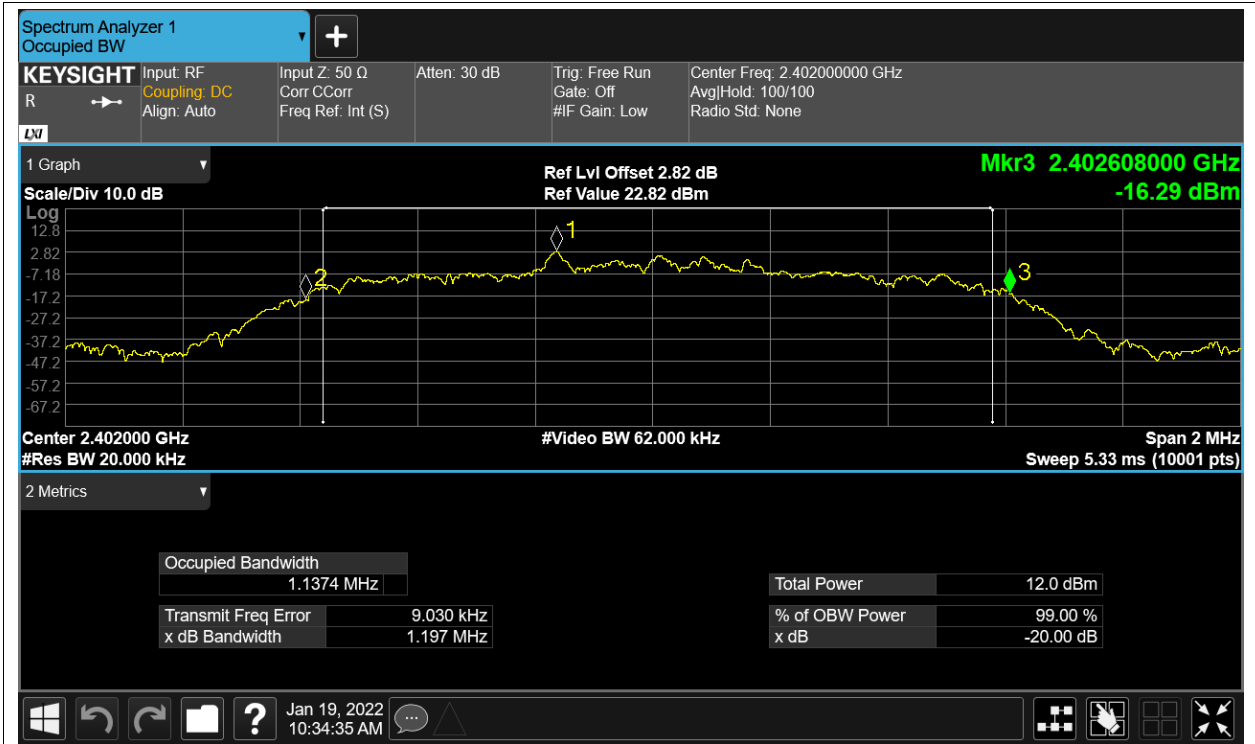 Spectrum Analyzer 1
Occupied BW
KEYSIGHT
R
LXI
Input: RF
Coupling: DC
Align: Auto
Input Z: 50 Ω
Corr CCorr
Freq Ref: Int (S)
Atten: 30 dB
Trig: Free Run
Gate: Off
#IF Gain: Low
Center Freq: 2.402000000 GHz
Avg|Hold: 100/100
Radio Std: None
1 Graph
Scale/Div 10.0 dB
Ref Lvl Offset 2.82 dB
Ref Value 22.82 dBm
Mkr3 2.402608000 GHz
-16.29 dBm
Log
12.8
2.82
-7.18
-17.2
-27.2
-37.2
-47.2
-57.2
-67.2
1
2
3
Center 2.402000 GHz
#Res BW 20.000 kHz
#Video BW 62.000 kHz
Span 2 MHz
Sweep 5.33 ms (10001 pts)
2 Metrics
Occupied Bandwidth
1.1374 MHz
Transmit Freq Error 9.030 kHz
x dB Bandwidth 1.197 MHz
Total Power 12.0 dBm
% of OBW Power 99.00 %
x dB -20.00 dB
?
Jan 19, 2022
10:34:35 AM